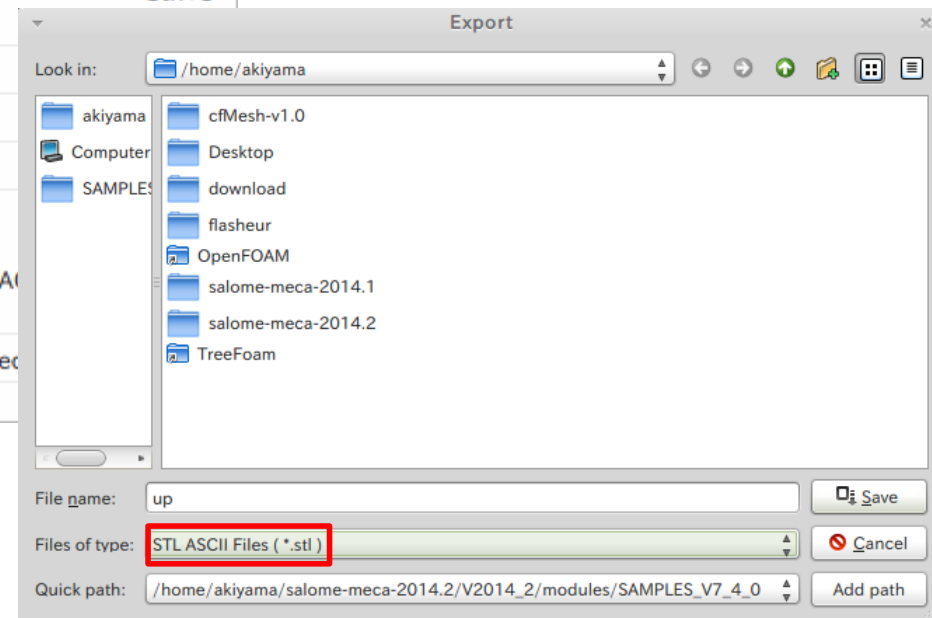 Export
Look in:
/home/akiyama
akiyama
Computer
SAMPLES
cfMesh-v1.0
Desktop
download
flasheur
OpenFOAM
salome-meca-2014.1
salome-meca-2014.2
TreeFoam
File name:
up
Save
Files of type:
STL ASCII Files ( *.stl )
Cancel
Quick path:
/home/akiyama/salome-meca-2014.2/V2014_2/modules/SAMPLES_V7_4_0
Add path